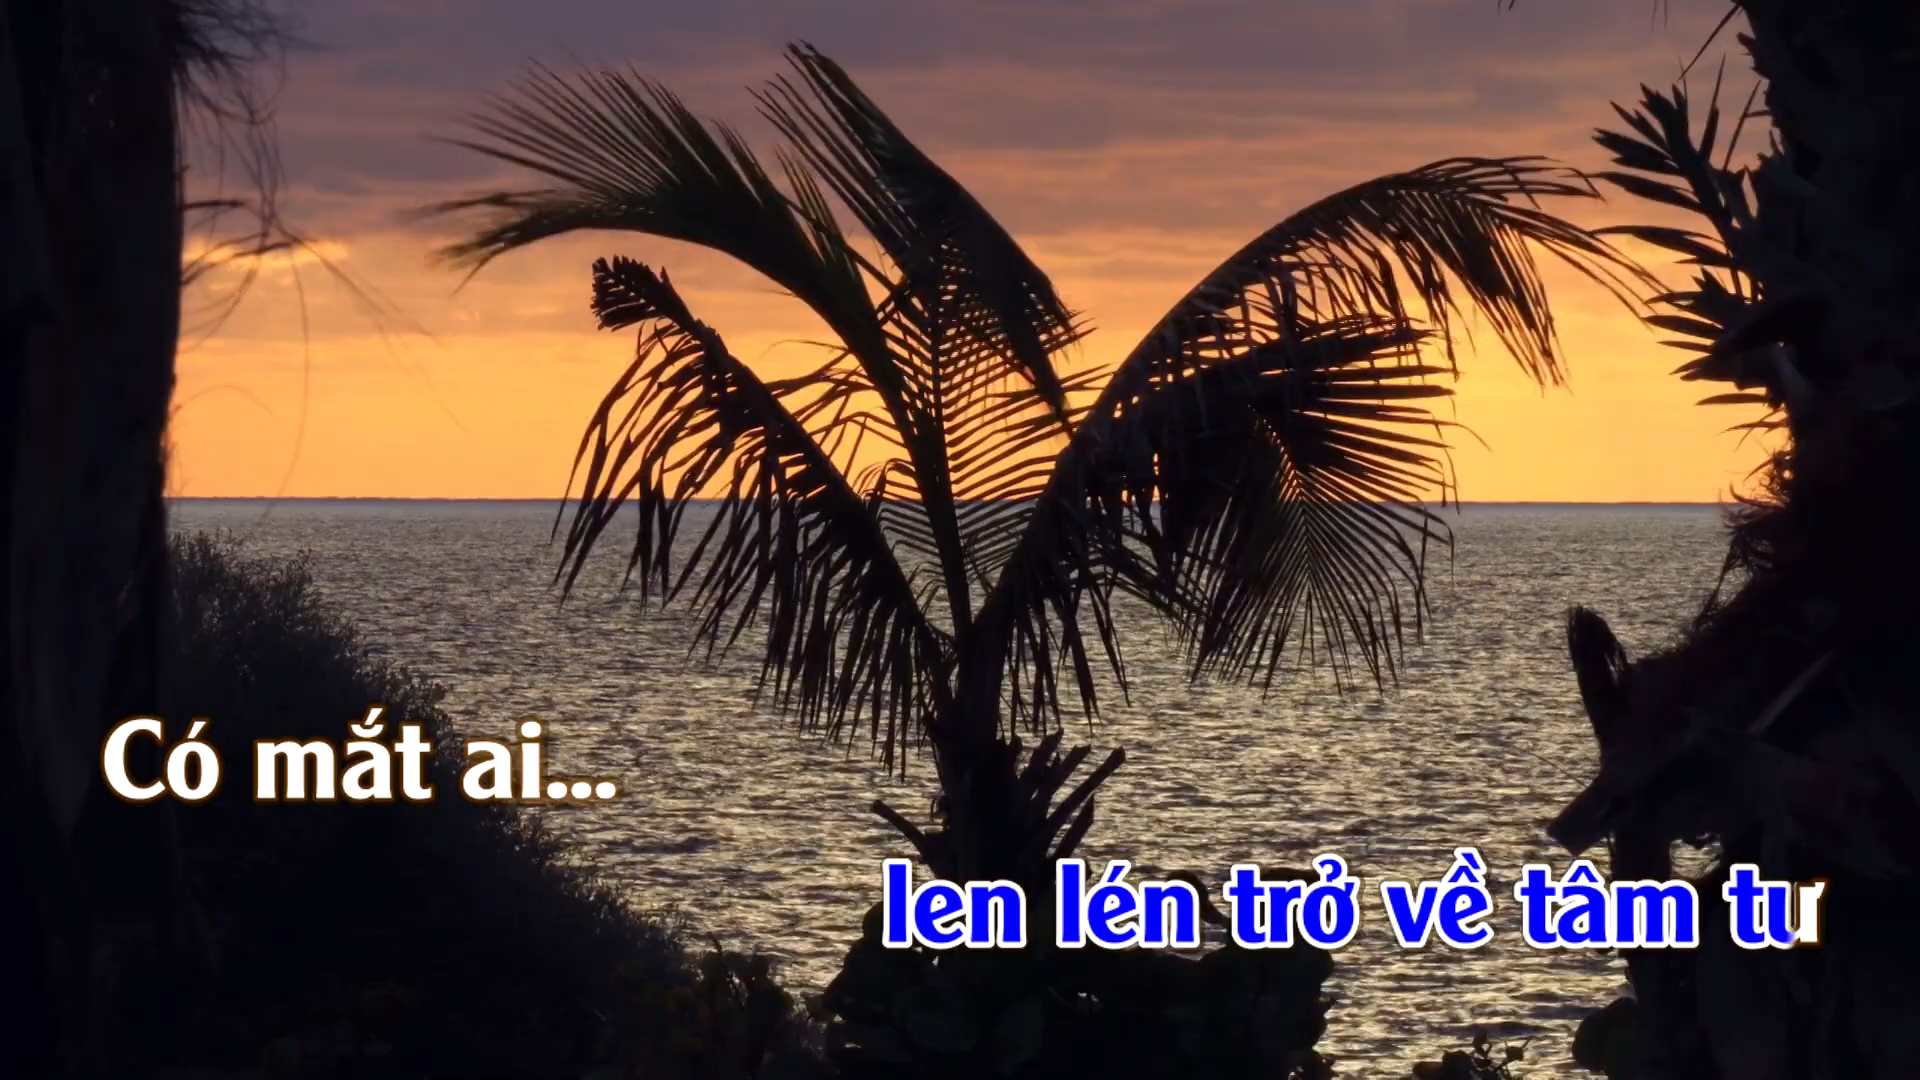 Có mắt ai...
len lén trở về tâm tư